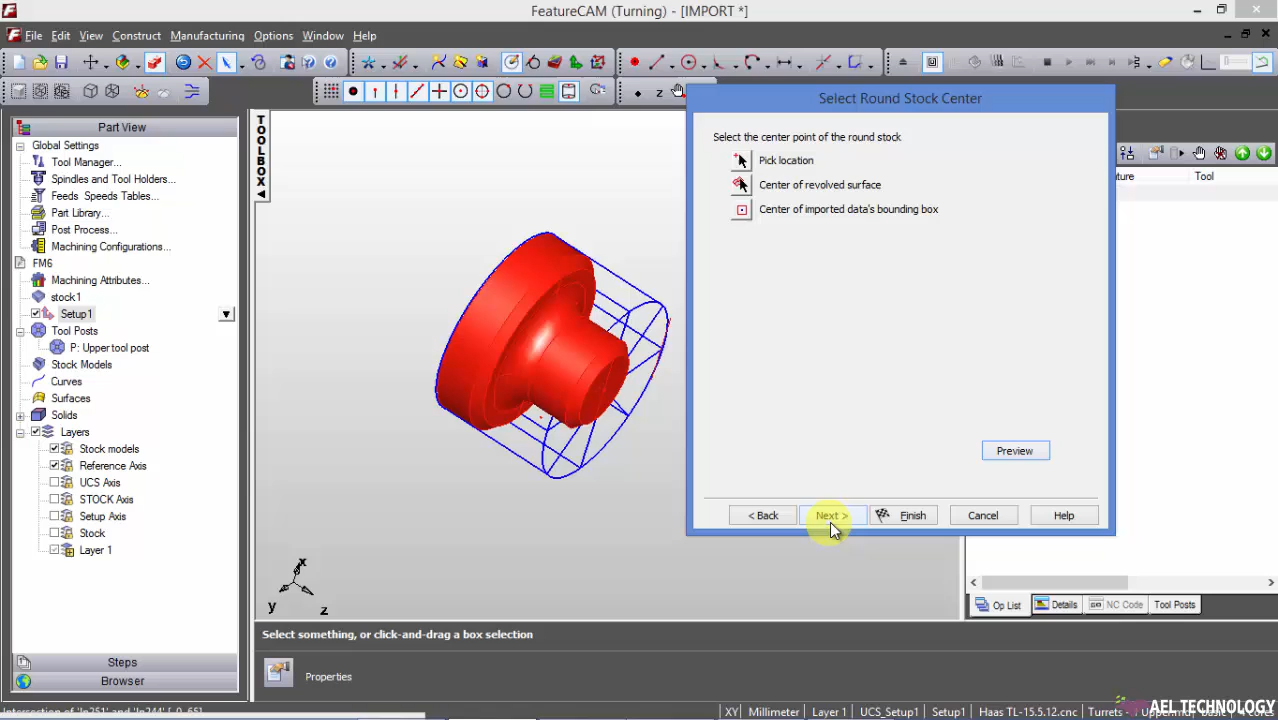 FeatureCAM (Turning) - [IMPORT *]
File Edit View Construct Manufacturing Options Window Help
z
Part View
Global Settings
Tool Manager...
Spindles and Tool Holders...
Feeds Speeds Tables...
Part Library...
Post Process...
Machining Configurations...
FM6
Machining Attributes...
stock1
Setup1
Tool Posts
P: Upper tool post
Stock Models
Curves
Surfaces
Solids
Layers
Stock models
Reference Axis
UCS Axis
STOCK Axis
Setup Axis
Stock
Layer 1
Steps
Browser
TOOLBOX
x
y
z
Select Round Stock Center
Select the center point of the round stock
Pick location
Center of revolved surface
Center of imported data's bounding box
Preview
< Back Next > Finish Cancel Help
ture Tool
Op List Details NC Code Tool Posts
Select something, or click-and-drag a box selection
Properties
XY Millimeter Layer 1 UCS_Setup1 Setup1 Haas TL-15.5.12.cnc
AEL TECHNOLOGY